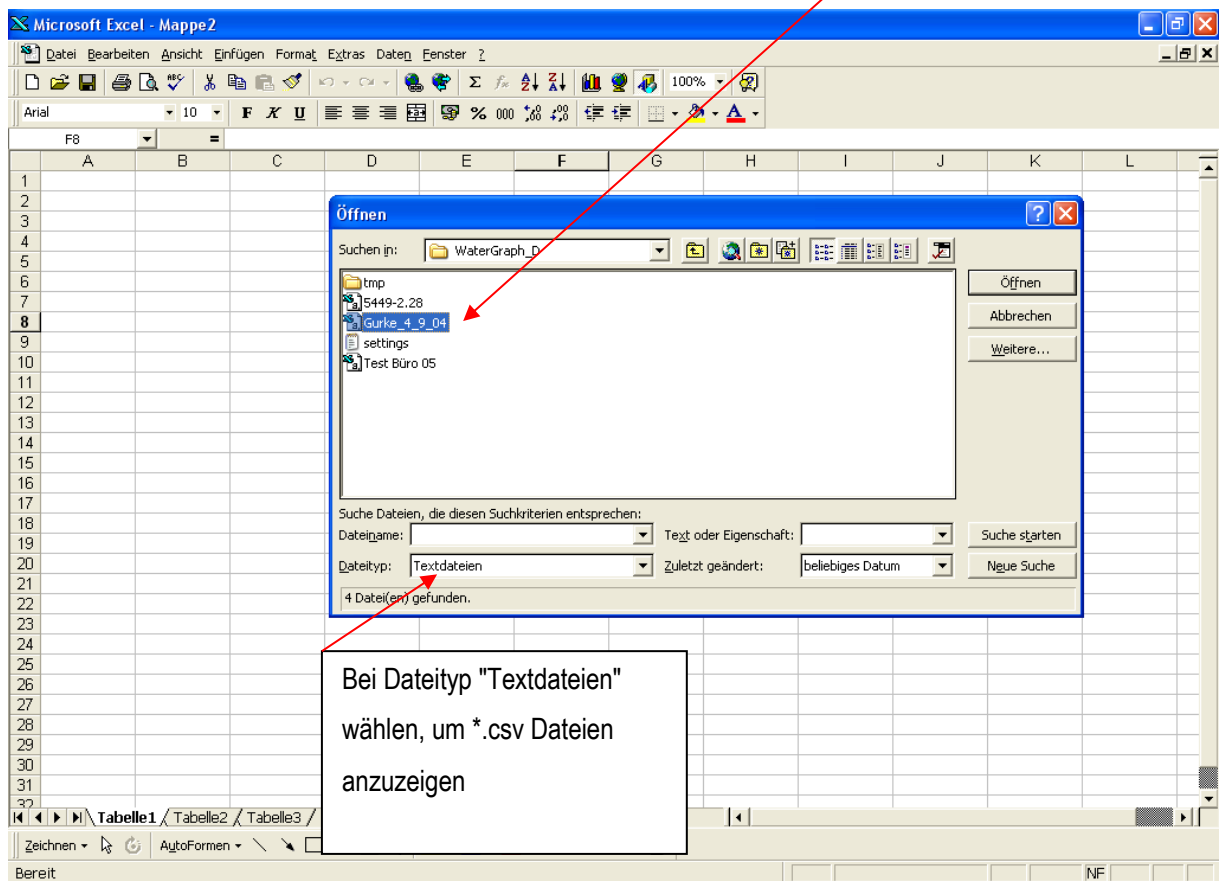 Microsoft Excel - Mappe2
Datei Bearbeiten Ansicht Einfügen Format Extras Daten Fenster ?
100%
Arial 10 F K U % 000
F8 =
A B C D E F G H I J K L
1
2
3
4
5
6
7
8
9
10
11
12
13
14
15
16
17
18
19
20
21
22
23
24
25
26
27
28
29
30
31
32
Öffnen
Suchen in: WaterGraph_D
tmp
5449-2.28
Gurke_4_9_04
settings
Test Büro 05
Öffnen
Abbrechen
Weitere...
Suche Dateien, die diesen Suchkriterien entsprechen:
Dateiname: Text oder Eigenschaft: Suche starten
Dateityp: Textdateien Zuletzt geändert: beliebiges Datum Neue Suche
4 Datei(en) gefunden.
Bei Dateityp "Textdateien"
wählen, um *.csv Dateien
anzuzeigen
Tabelle1 Tabelle2 Tabelle3
Zeichnen AutoFormen
Bereit NF